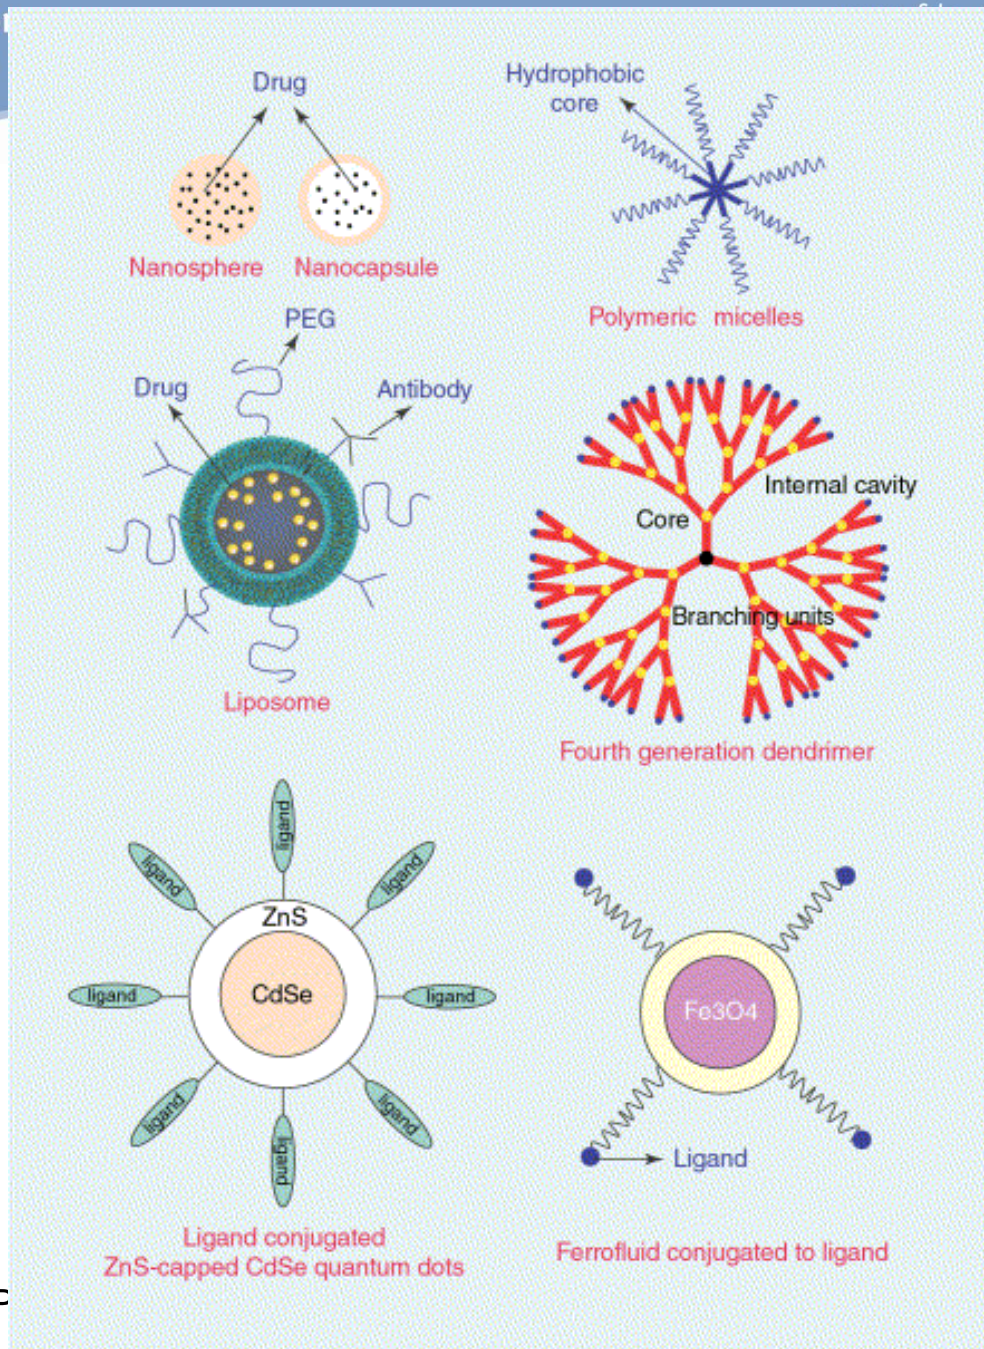 Drug
Nanosphere
Nanocapsule
Hydrophobic
core
Polymeric micelles
PEG
Drug
Antibody
Liposome
Internal cavity
Core
Branching units
Fourth generation dendrimer
ligand
ligand
ligand
ZnS
CdSe
ligand
ligand
ligand
ligand
ligand
Ligand conjugated
ZnS-capped CdSe quantum dots
Fe3O4
Ligand
Ferrofluid conjugated to ligand